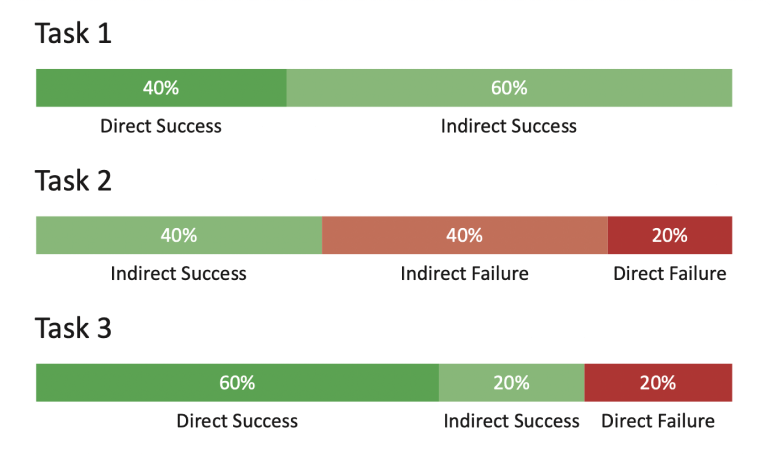 Task 1
40% 60%
Direct Success Indirect Success
Task 2
40% 40% 20%
Indirect Success Indirect Failure Direct Failure
Task 3
60% 20% 20%
Direct Success Indirect Success Direct Failure